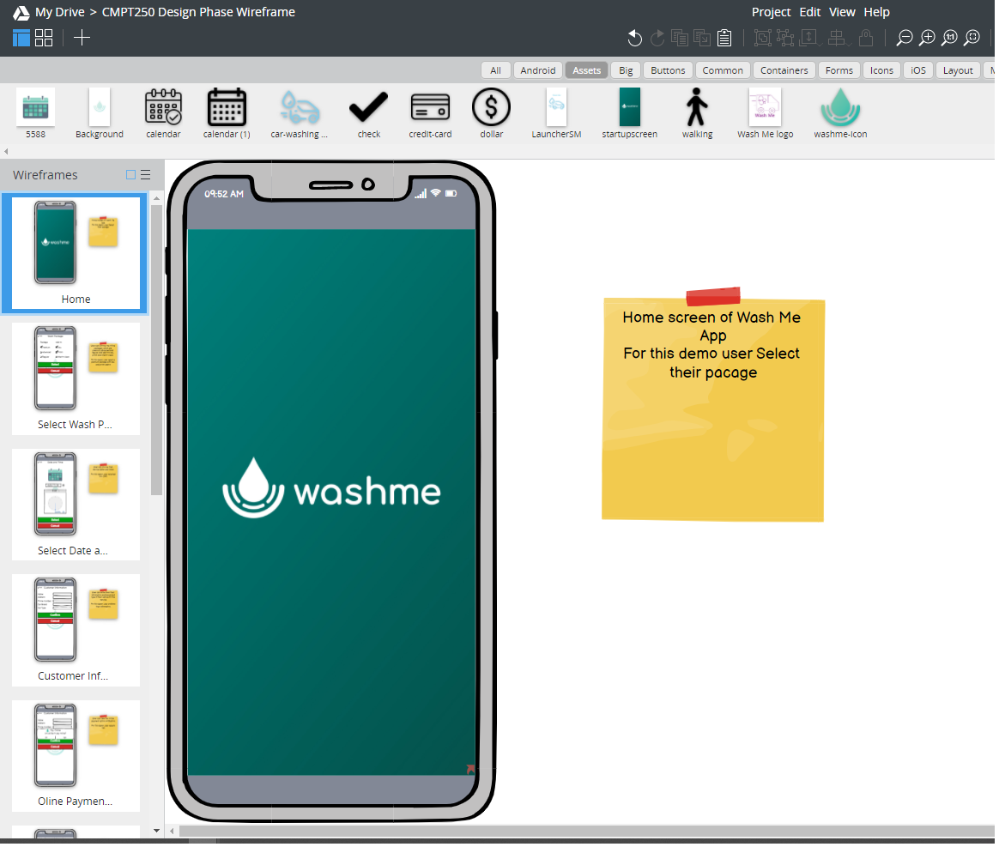 My Drive > CMPT250 Design Phase Wireframe
Project Edit View Help
All Android Assets Big Buttons Common Containers Forms Icons iOS Layout
5588 Background calendar calendar (1) car-washing ... check credit-card dollar LauncherSM startupscreen walking Wash Me logo washme-icon
Wireframes
09:52 AM
washme
Home screen of Wash Me
App
For this demo user Select
their pacage
washme
Home
Select Wash P...
Select Date a...
Customer Inf...
Oline Paymen...